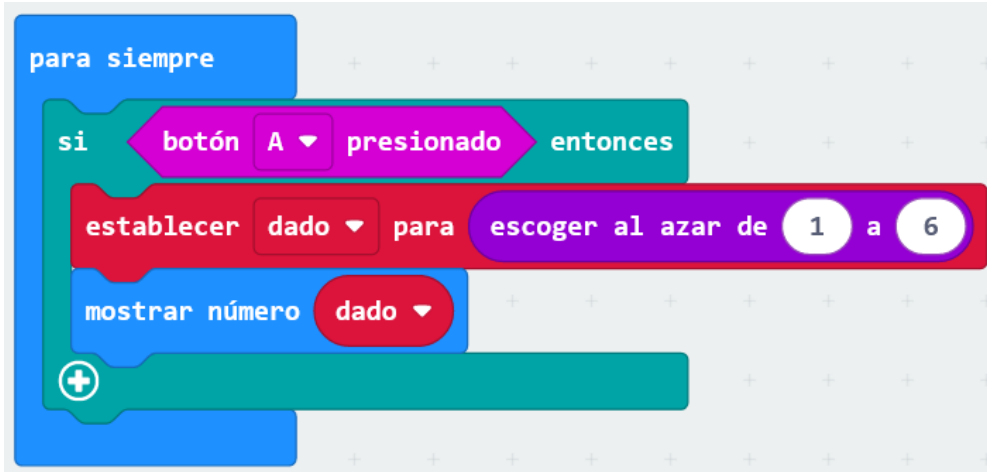 para siempre
si botón A presionado entonces
establecer dado para escoger al azar de 1 a 6
mostrar número dado